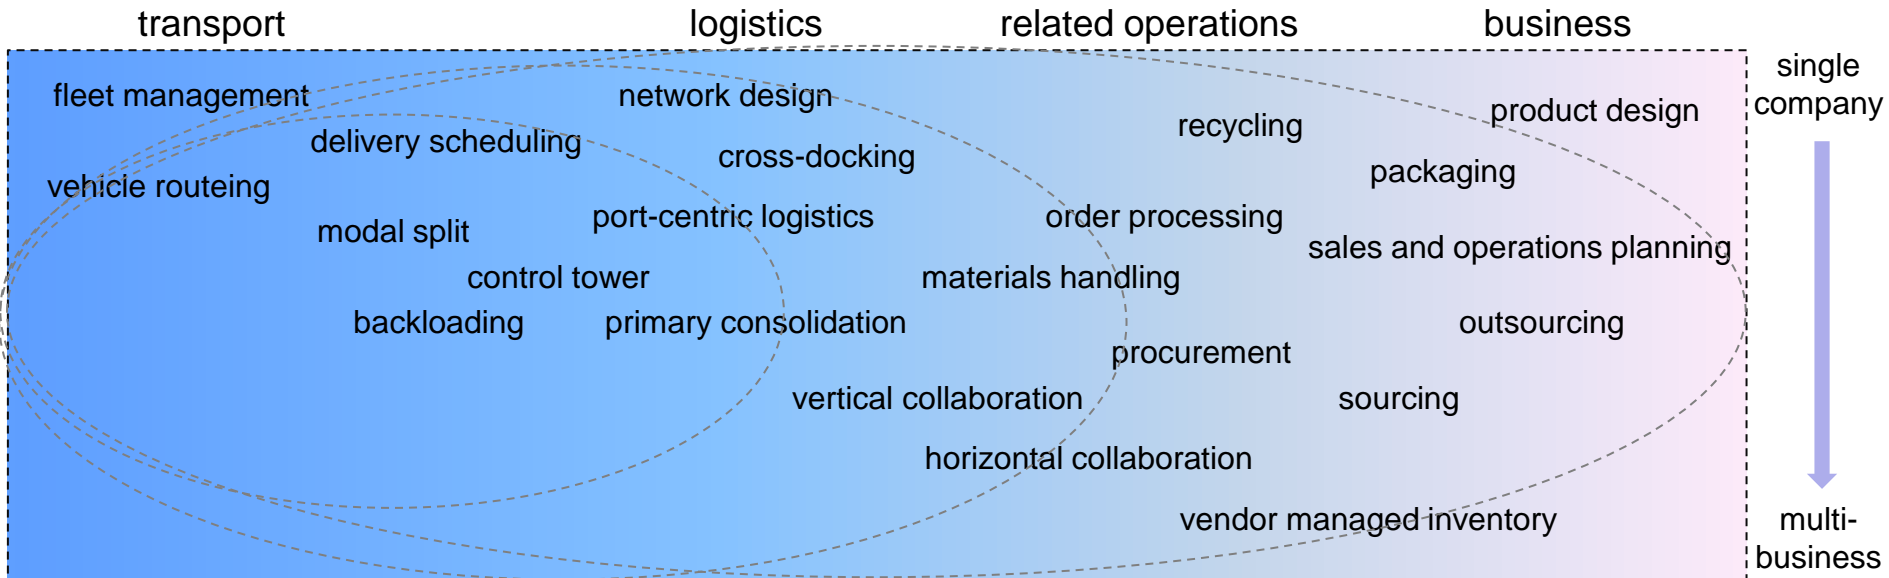 transport
logistics
related operations
business
single
company
fleet management
network design
product design
recycling
delivery scheduling
cross-docking
packaging
vehicle routeing
port-centric logistics
order processing
modal split
sales and operations planning
control tower
materials handling
backloading
primary consolidation
outsourcing
procurement
vertical collaboration
sourcing
horizontal collaboration
vendor managed inventory
multi-
business